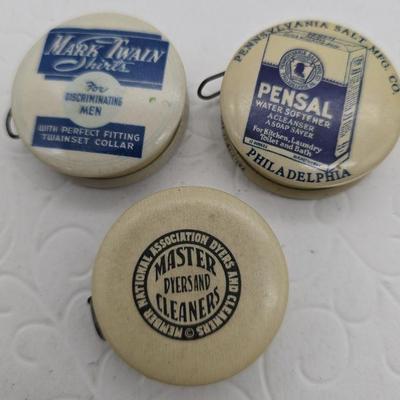 MARK TWAIN
Shirts
For
DISCRIMINATING
MEN
WITH PERFECT FITTING
TWAINSET COLLAR
PENNSYLVANIA SALT MFG. CO.
PENSAL
WATER SOFTENER
A CLEANSER
A SOAP SAVER
For Kitchen, Laundry
Toilet and Bath
PHILADELPHIA
MEMBER NATIONAL ASSOCIATION DYERS AND CLEANERS ©
MASTER
DYERS AND
CLEANERS